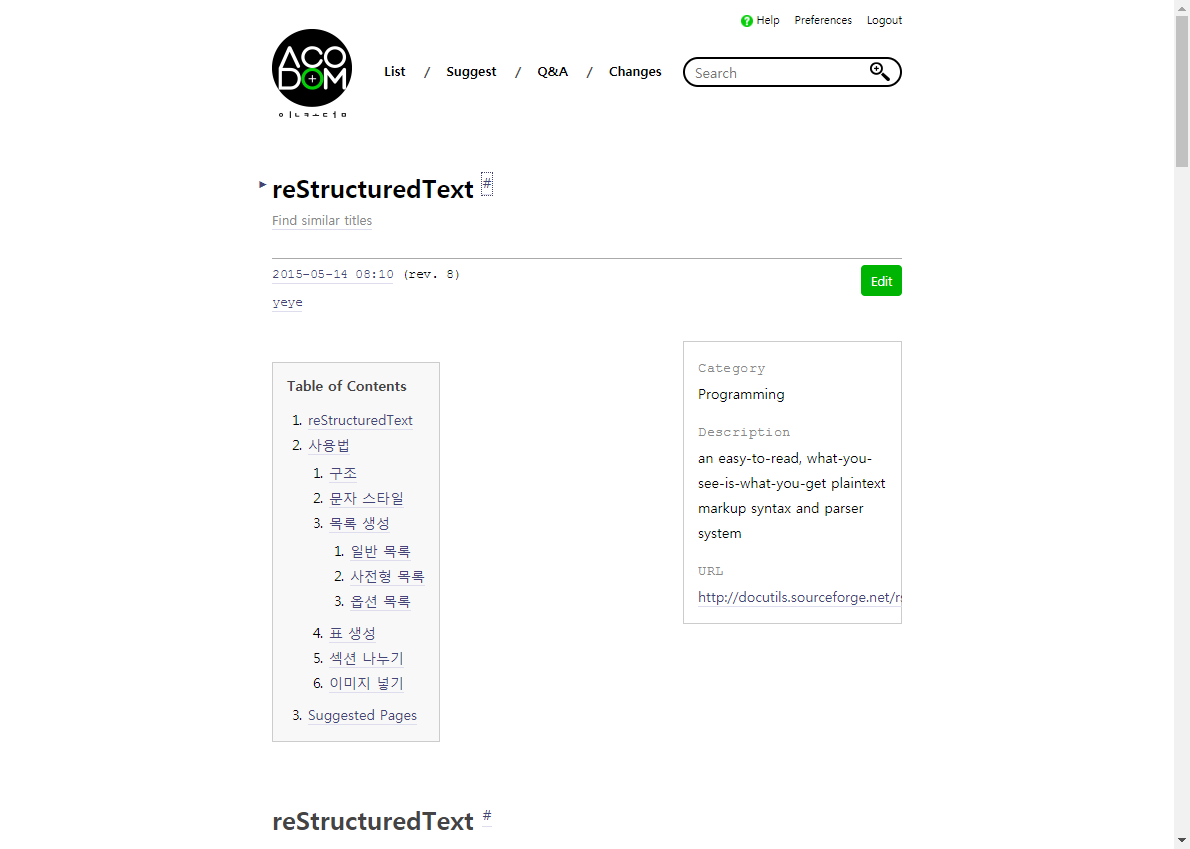 Help Preferences Logout
ACO
DOM
List / Suggest / Q&A / Changes
Search
reStructuredText #
Find similar titles
2015-05-14 08:10 (rev. 8)
Edit
yeye
Table of Contents
1. reStructuredText
2. 사용법
1. 구조
2. 문자 스타일
3. 목록 생성
1. 일반 목록
2. 사전형 목록
3. 옵션 목록
4. 표 생성
5. 섹션 나누기
6. 이미지 넣기
3. Suggested Pages
Category
Programming
Description
an easy-to-read, what-you-
see-is-what-you-get plaintext
markup syntax and parser
system
URL
http://docutils.sourceforge.net/rs
reStructuredText #